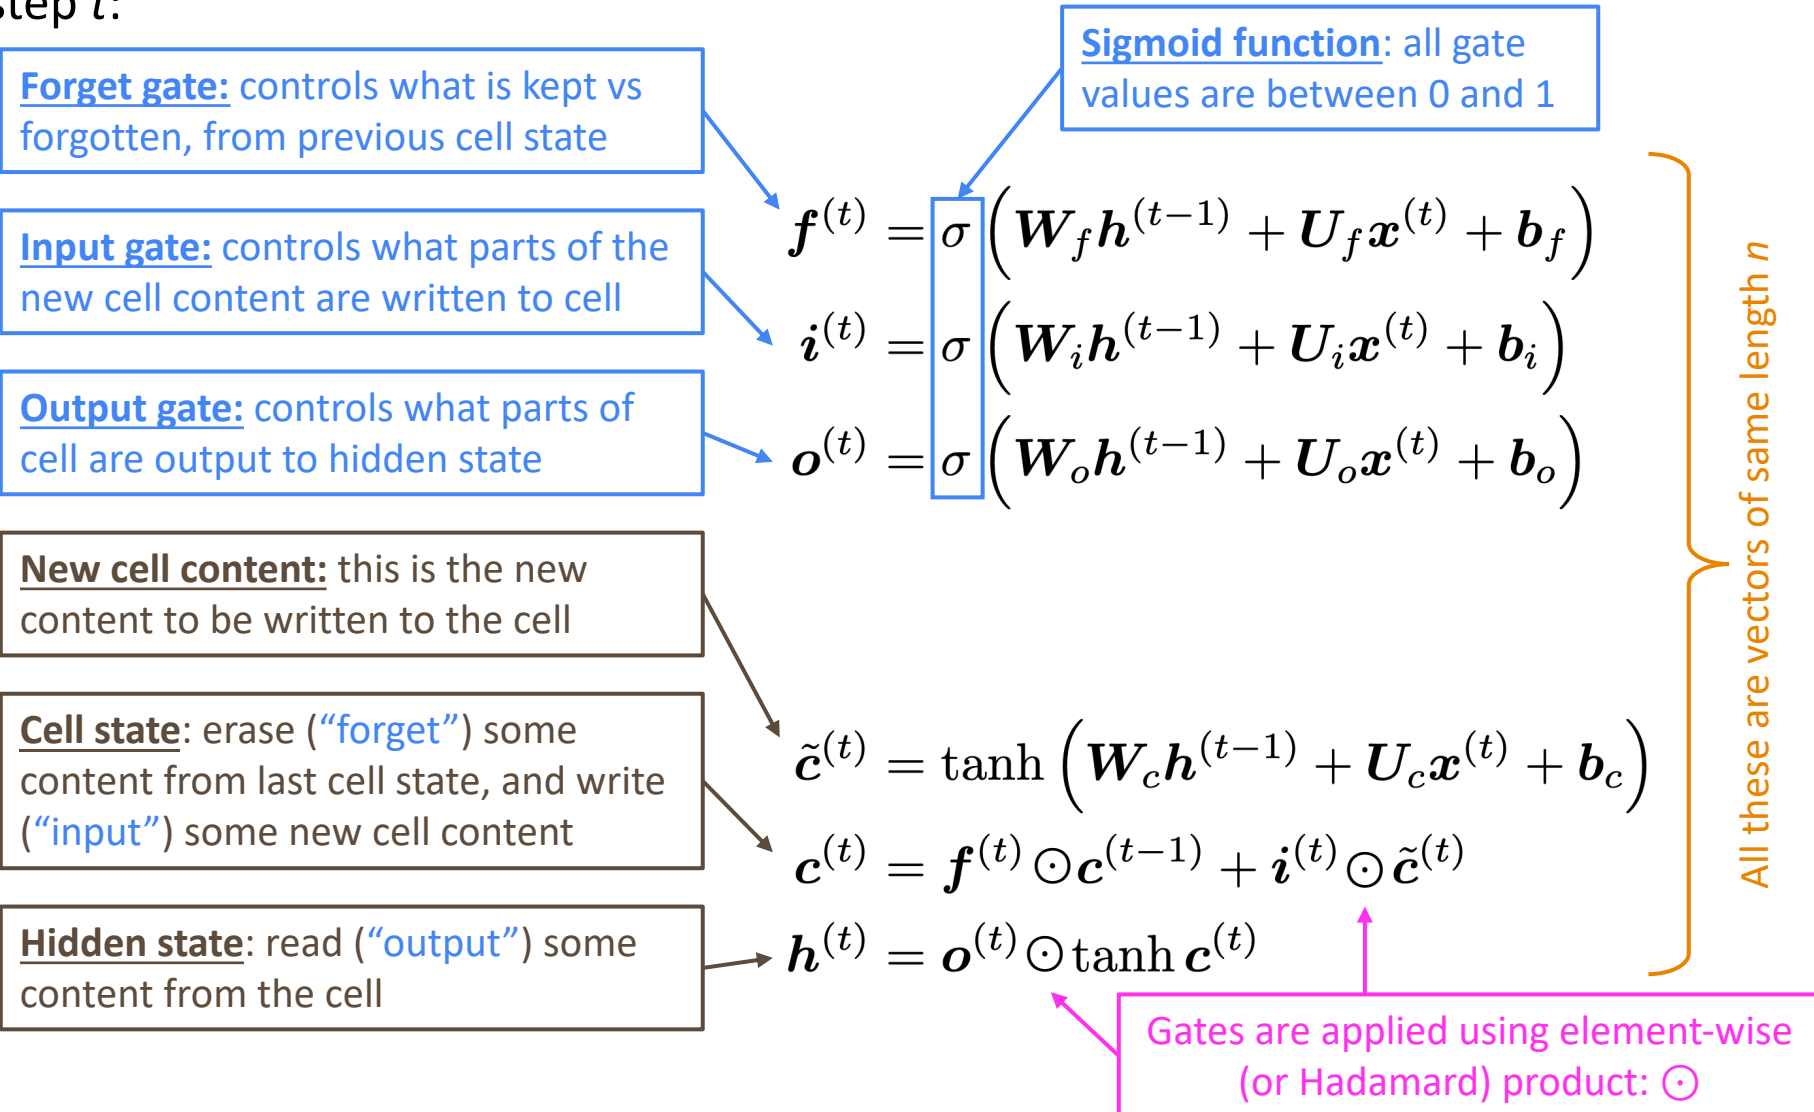 step t:
Sigmoid function: all gate
values are between 0 and 1
Forget gate: controls what is kept vs
forgotten, from previous cell state
f^(t) = σ(W_f h^(t−1) + U_f x^(t) + b_f)
Input gate: controls what parts of the
new cell content are written to cell
i^(t) = σ(W_i h^(t−1) + U_i x^(t) + b_i)
Output gate: controls what parts of
cell are output to hidden state
o^(t) = σ(W_o h^(t−1) + U_o x^(t) + b_o)
New cell content: this is the new
content to be written to the cell
c̃^(t) = tanh(W_c h^(t−1) + U_c x^(t) + b_c)
Cell state: erase (“forget”) some
content from last cell state, and write
(“input”) some new cell content
c^(t) = f^(t) ⊙ c^(t−1) + i^(t) ⊙ c̃^(t)
Hidden state: read (“output”) some
content from the cell
h^(t) = o^(t) ⊙ tanh c^(t)
Gates are applied using element-wise
(or Hadamard) product: ⊙
All these are vectors of same length n